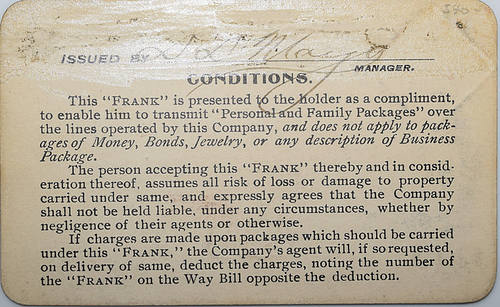 ISSUED BY
MANAGER.
CONDITIONS.
This "FRANK" is presented to the holder as a compliment,
to enable him to transmit "Personal and Family Packages" over
the lines operated by this Company, and does not apply to pack-
ages of Money, Bonds, Jewelry, or any description of Business
Package.
The person accepting this "FRANK" thereby and in consid-
eration thereof, assumes all risk of loss or damage to property
carried under same, and expressly agrees that the Company
shall not be held liable, under any circumstances, whether by
negligence of their agents or otherwise.
If charges are made upon packages which should be carried
under this "FRANK," the Company's agent will, if so requested,
on delivery of same, deduct the charges, noting the number of
the "FRANK" on the Way Bill opposite the deduction.